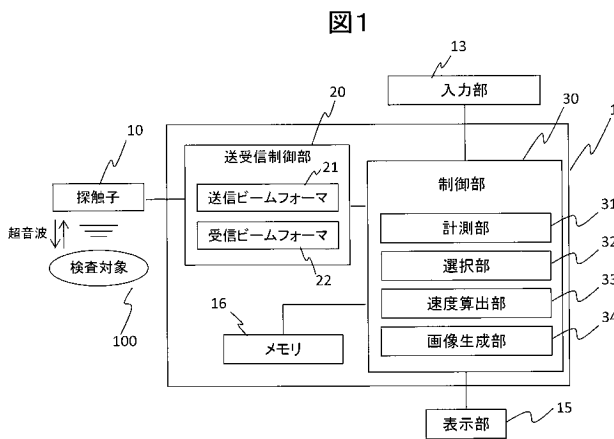 図1
13
入力部
20
30
1
10
送受信制御部
21
制御部
31
探触子
送信ビームフォーマ
計測部
超音波
受信ビームフォーマ
32
選択部
検査対象
22
33
速度算出部
16
34
100
メモリ
画像生成部
表示部
15